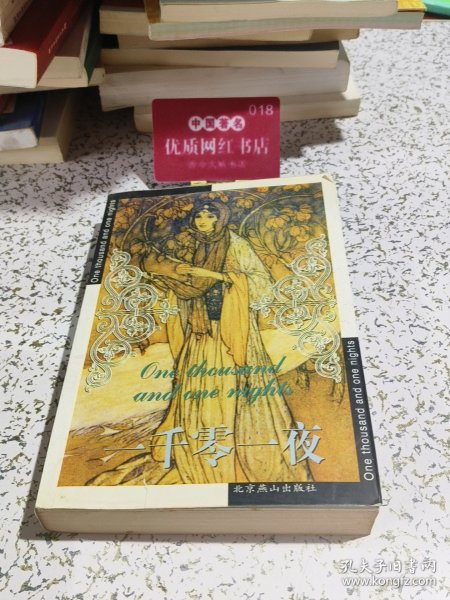 018
中国著名
优质网红书店
One thousand and one nights
One thousand
and one nights
One thousand and one nights
一千零一夜
北京燕山出版社
孔夫子旧书网
www.kongfz.com